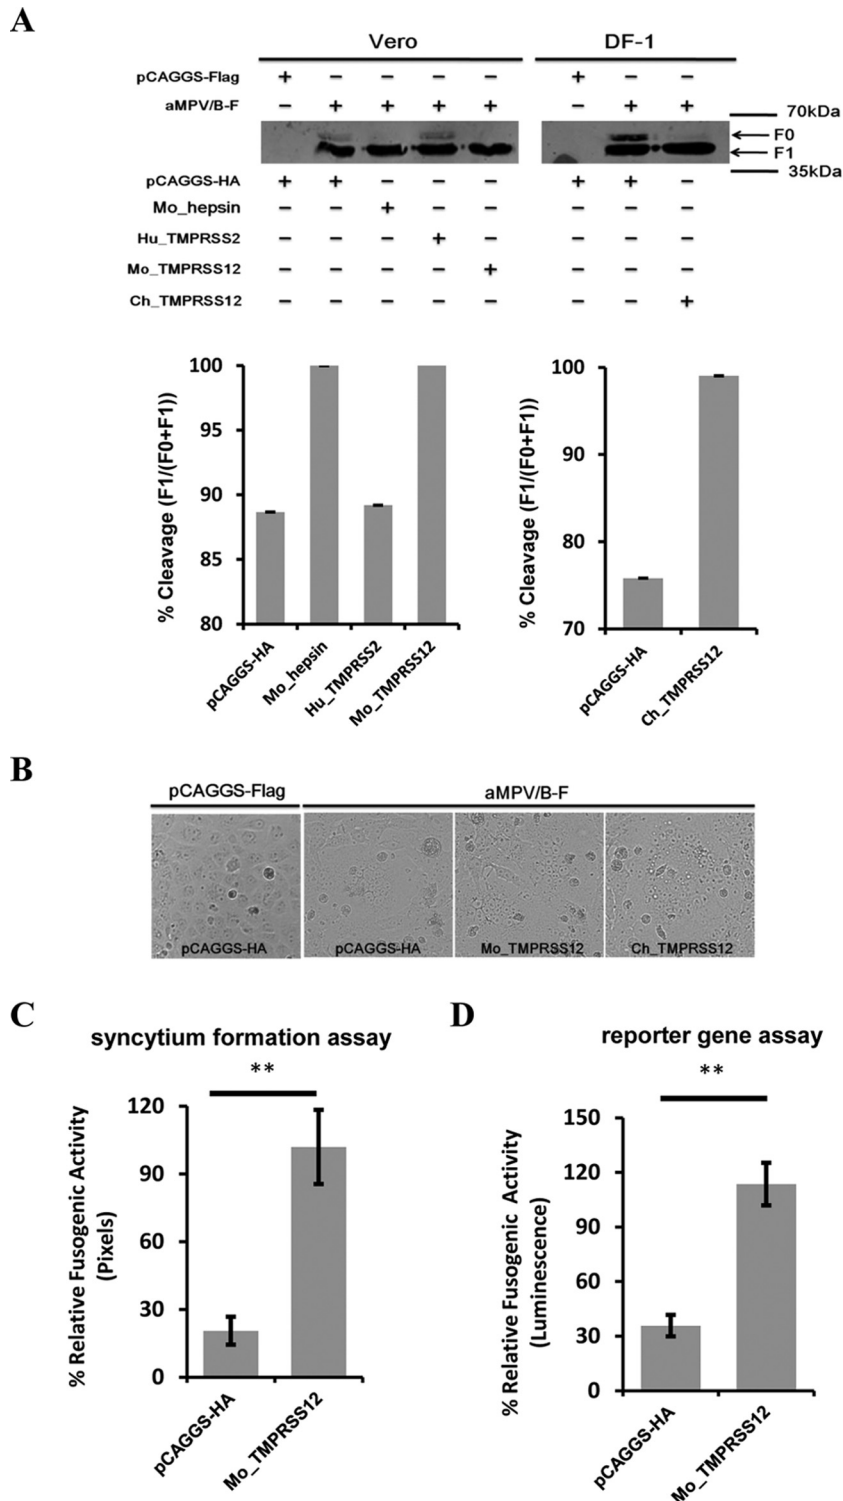 A
Vero DF-1
pCAGGS-Flag + − − − − + − −
aMPV/B-F − + + + + − + +
70kDa
F0
F1
35kDa
pCAGGS-HA + + − − − + + −
Mo_hepsin − − + − − − − −
Hu_TMPRSS2 − − − + − − − −
Mo_TMPRSS12 − − − − + − − −
Ch_TMPRSS12 − − − − − − − +
% Cleavage (F1/(F0+F1))
100
95
90
85
80
pCAGGS-HA
Mo_hepsin
Hu_TMPRSS2
Mo_TMPRSS12
% Cleavage (F1/(F0+F1))
100
90
80
70
pCAGGS-HA
Ch_TMPRSS12
B
pCAGGS-Flag aMPV/B-F
pCAGGS-HA pCAGGS-HA Mo_TMPRSS12 Ch_TMPRSS12
C
syncytium formation assay
**
% Relative Fusogenic Activity
(Pixels)
120
90
60
30
0
pCAGGS-HA
Mo_TMPRSS12
D
reporter gene assay
**
% Relative Fusogenic Activity
(Luminescence)
150
120
90
60
30
0
pCAGGS-HA
Mo_TMPRSS12